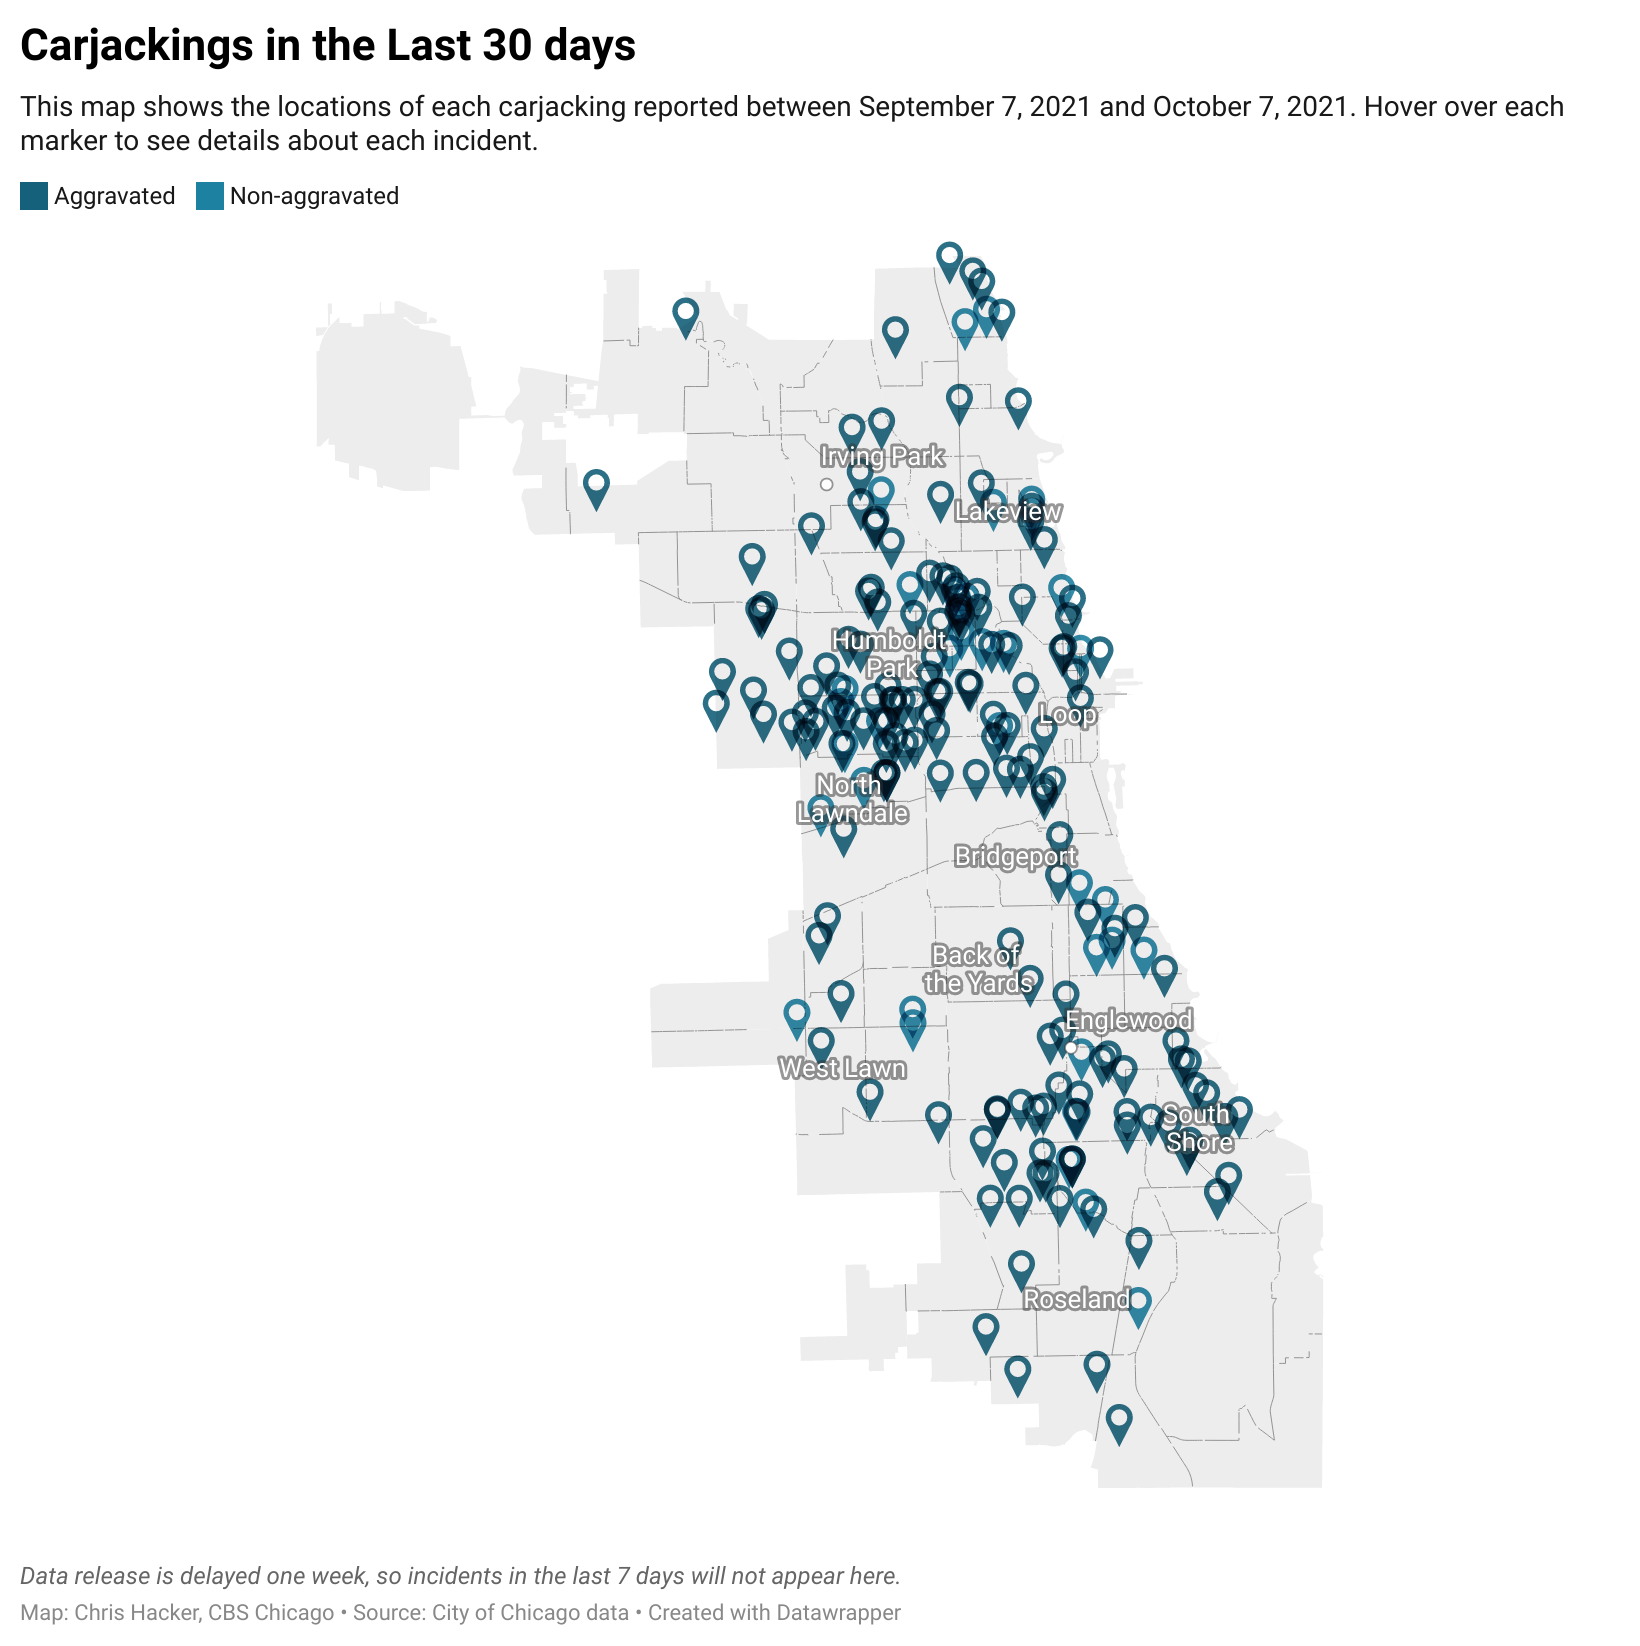 Carjackings in the Last 30 days
This map shows the locations of each carjacking reported between September 7, 2021 and October 7, 2021. Hover over each
marker to see details about each incident.
Aggravated Non-aggravated
Irving Park
Lakeview
Humboldt
Park
Loop
North
Lawndale
Bridgeport
Back of
the Yards
Englewood
West Lawn
South
Shore
Roseland
Data release is delayed one week, so incidents in the last 7 days will not appear here.
Map: Chris Hacker, CBS Chicago • Source: City of Chicago data • Created with Datawrapper